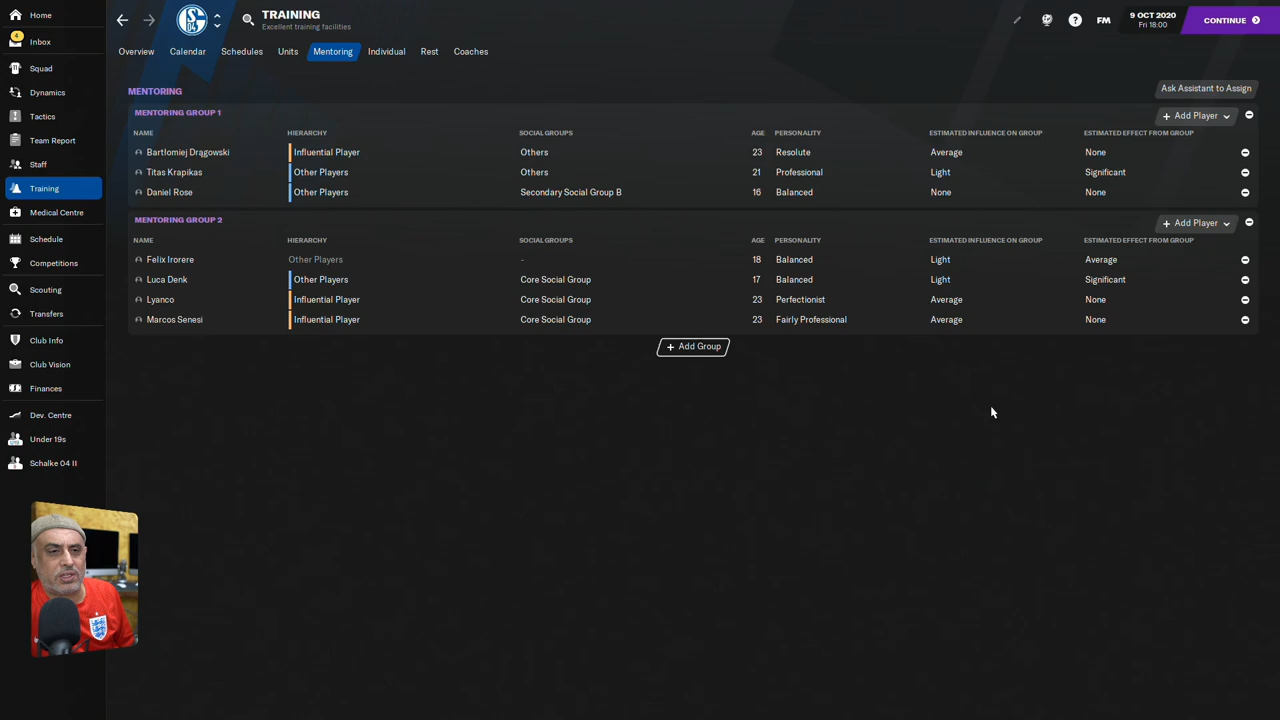 Home
4
Inbox
Squad
Dynamics
Tactics
Team Report
Staff
Training
Medical Centre
Schedule
Competitions
Scouting
Transfers
Club Info
Club Vision
Finances
Dev. Centre
Under 19s
Schalke 04 II
TRAINING
Excellent training facilities
FM
9 OCT 2020
Fri 18:00
CONTINUE
Overview Calendar Schedules Units Mentoring Individual Rest Coaches
MENTORING
Ask Assistant to Assign
MENTORING GROUP 1
Add Player
NAME HIERARCHY SOCIAL GROUPS AGE PERSONALITY ESTIMATED INFLUENCE ON GROUP ESTIMATED EFFECT FROM GROUP
Bartłomiej Drągowski Influential Player Others 23 Resolute Average None
Titas Krapikas Other Players Others 21 Professional Light Significant
Daniel Rose Other Players Secondary Social Group B 16 Balanced None None
MENTORING GROUP 2
Add Player
NAME HIERARCHY SOCIAL GROUPS AGE PERSONALITY ESTIMATED INFLUENCE ON GROUP ESTIMATED EFFECT FROM GROUP
Felix Irorere Other Players - 18 Balanced Light Average
Luca Denk Other Players Core Social Group 17 Balanced Light Significant
Lyanco Influential Player Core Social Group 23 Perfectionist Average None
Marcos Senesi Influential Player Core Social Group 23 Fairly Professional Average None
Add Group